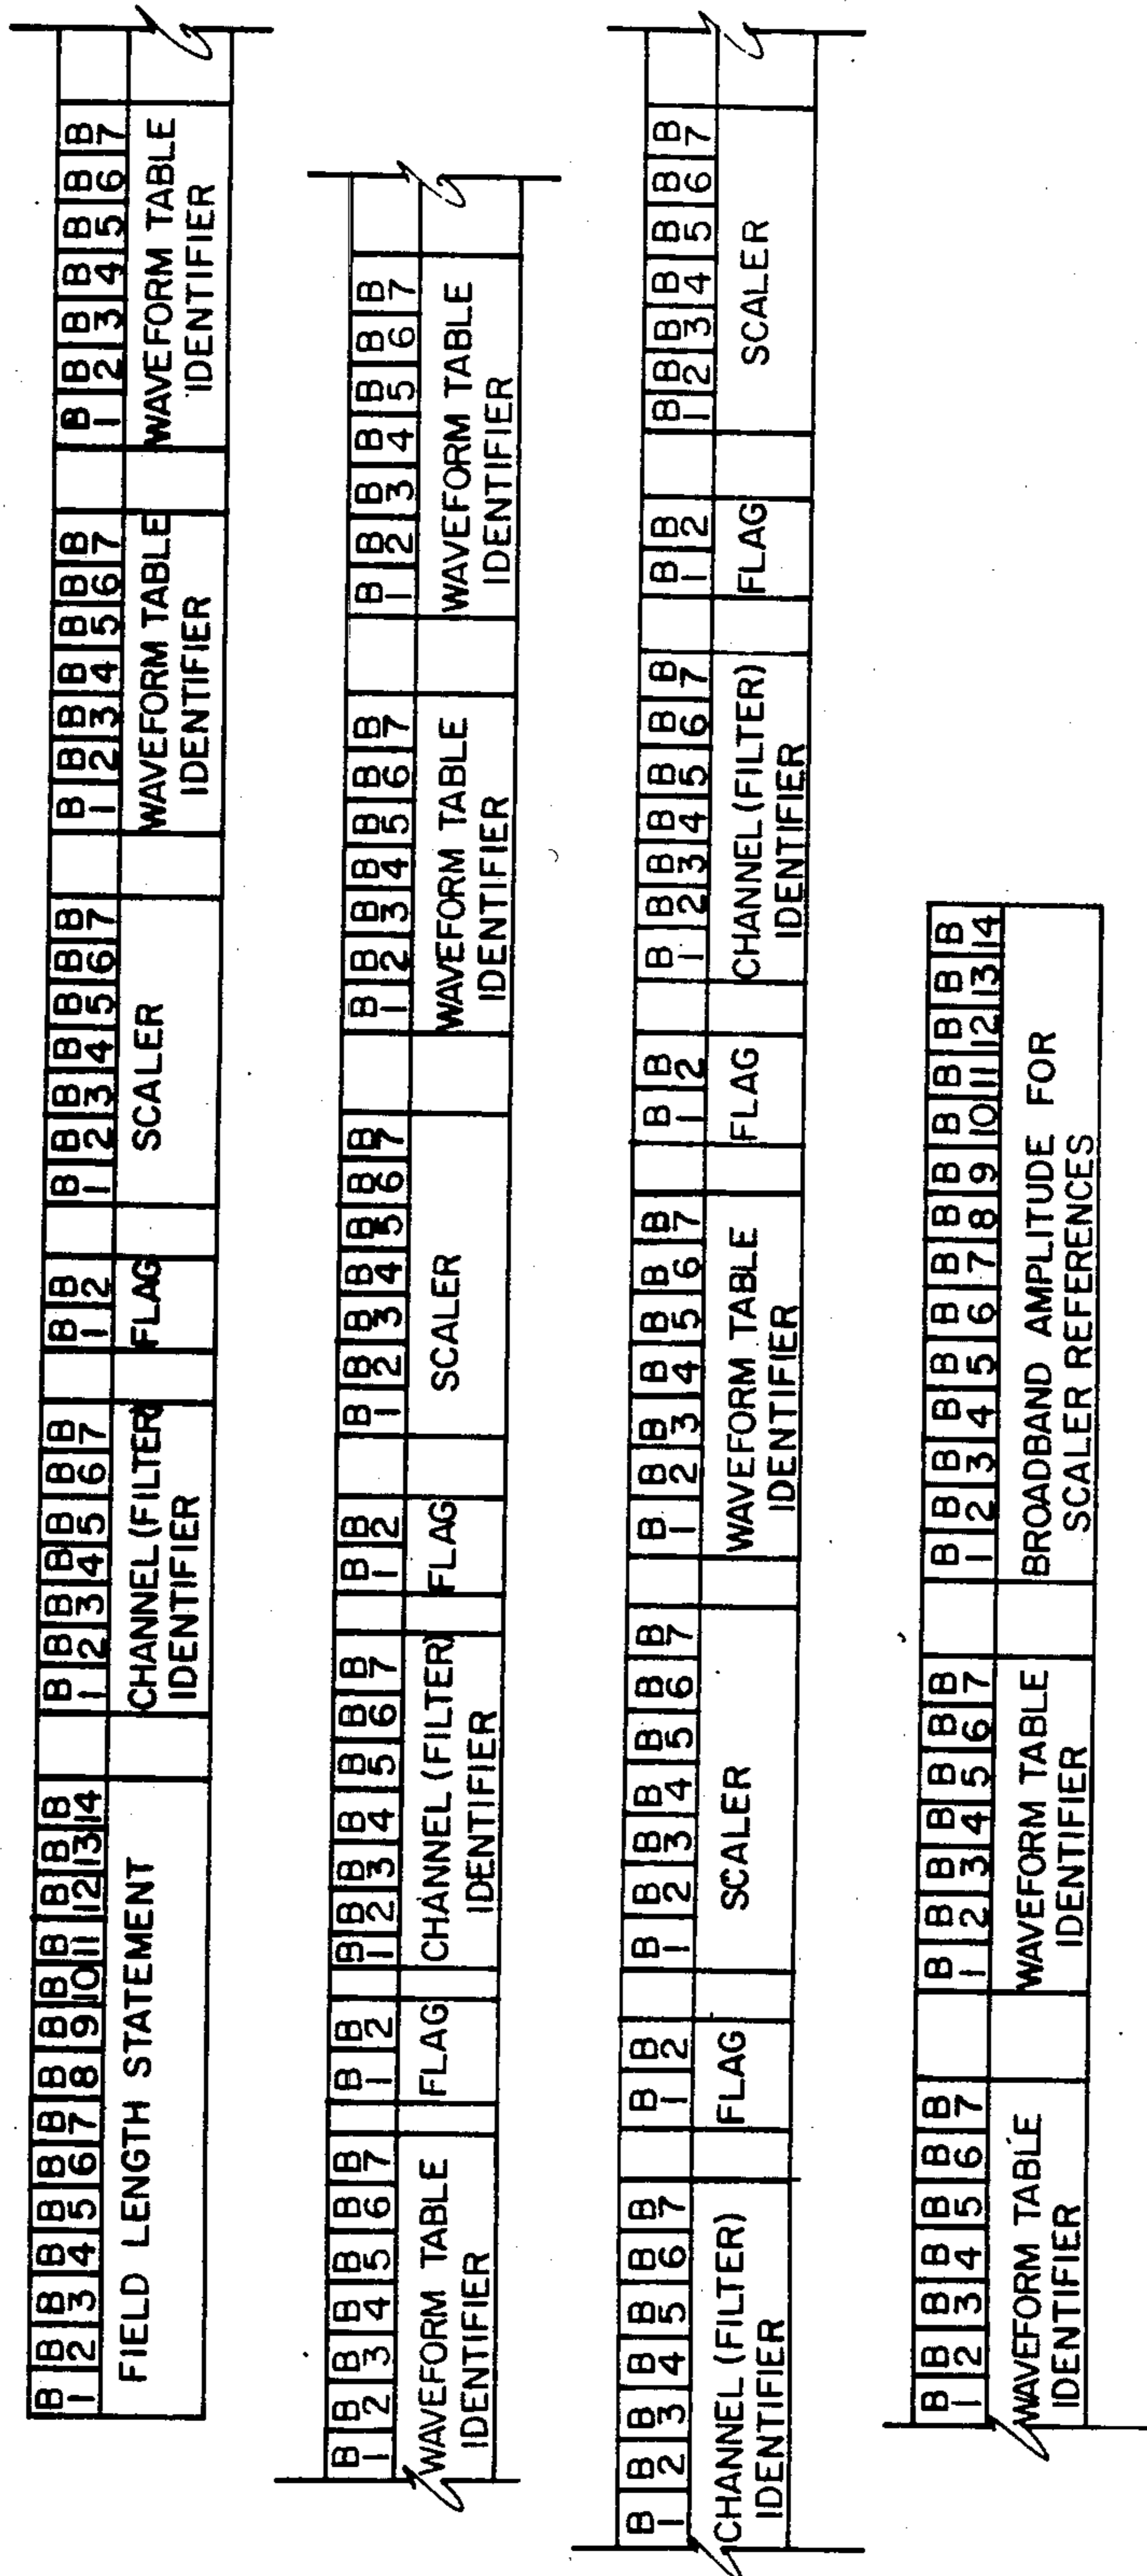 B1 B2 B3 B4 B5 B6 B7 B8 B9 B10 B11 B12 B13 B14
FIELD LENGTH STATEMENT
B1 B2 B3 B4 B5 B6 B7
CHANNEL (FILTER)
IDENTIFIER
B1 B2
FLAG
B1 B2 B3 B4 B5 B6 B7
SCALER
B1 B2 B3 B4 B5 B6 B7
WAVEFORM TABLE
IDENTIFIER
B1 B2 B3 B4 B5 B6 B7
WAVEFORM TABLE
IDENTIFIER
B1 B2 B3 B4 B5 B6 B7
WAVEFORM TABLE
IDENTIFIER
B1 B2
FLAG
B1 B2 B3 B4 B5 B6 B7
CHANNEL (FILTER)
IDENTIFIER
B1 B2
FLAG
B1 B2 B3 B4 B5 B6 B7
SCALER
B1 B2 B3 B4 B5 B6 B7
WAVEFORM TABLE
IDENTIFIER
B1 B2 B3 B4 B5 B6 B7
WAVEFORM TABLE
IDENTIFIER
B1 B2 B3 B4 B5 B6 B7
CHANNEL (FILTER)
IDENTIFIER
B1 B2
FLAG
B1 B2 B3 B4 B5 B6 B7
SCALER
B1 B2 B3 B4 B5 B6 B7
WAVEFORM TABLE
IDENTIFIER
B1 B2
FLAG
B1 B2 B3 B4 B5 B6 B7
CHANNEL (FILTER)
IDENTIFIER
B1 B2
FLAG
B1 B2 B3 B4 B5 B6 B7
SCALER
B1 B2 B3 B4 B5 B6 B7
WAVEFORM TABLE
IDENTIFIER
B1 B2 B3 B4 B5 B6 B7
WAVEFORM TABLE
IDENTIFIER
B1 B2 B3 B4 B5 B6 B7 B8 B9 B10 B11 B12 B13 B14
BROADBAND AMPLITUDE FOR
SCALER REFERENCES